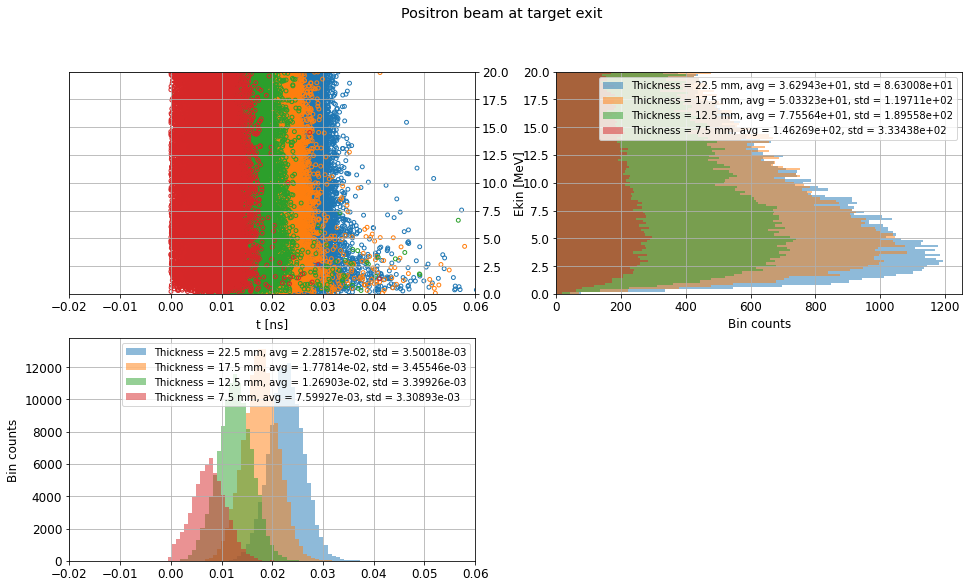 Positron beam at target exit
20.0
17.5
15.0
12.5
10.0
7.5
5.0
2.5
0.0
−0.02 −0.01 0.00 0.01 0.02 0.03 0.04 0.05 0.06
t [ns]
Ekin [MeV]
20.0
17.5
15.0
12.5
10.0
7.5
5.0
2.5
0.0
Thickness = 22.5 mm, avg = 3.62943e+01, std = 8.63008e+01
Thickness = 17.5 mm, avg = 5.03323e+01, std = 1.19711e+02
Thickness = 12.5 mm, avg = 7.75564e+01, std = 1.89558e+02
Thickness = 7.5 mm, avg = 1.46269e+02, std = 3.33438e+02
0 200 400 600 800 1000 1200
Bin counts
Bin counts
12000
10000
8000
6000
4000
2000
0
Thickness = 22.5 mm, avg = 2.28157e-02, std = 3.50018e-03
Thickness = 17.5 mm, avg = 1.77814e-02, std = 3.45546e-03
Thickness = 12.5 mm, avg = 1.26903e-02, std = 3.39926e-03
Thickness = 7.5 mm, avg = 7.59927e-03, std = 3.30893e-03
−0.02 −0.01 0.00 0.01 0.02 0.03 0.04 0.05 0.06